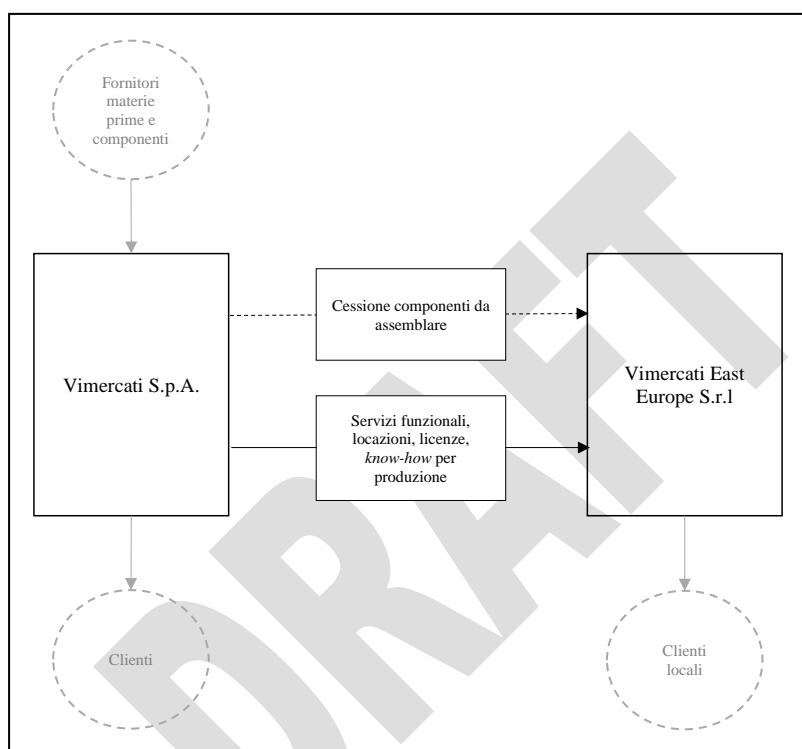 Fornitori
materie
prime e
componenti
Cessione componenti da
assemblare
Vimercati S.p.A.
Vimercati East
Europe S.r.l
Servizi funzionali,
locazioni, licenze,
know-how per
produzione
Clienti
Clienti
locali
DRAFT